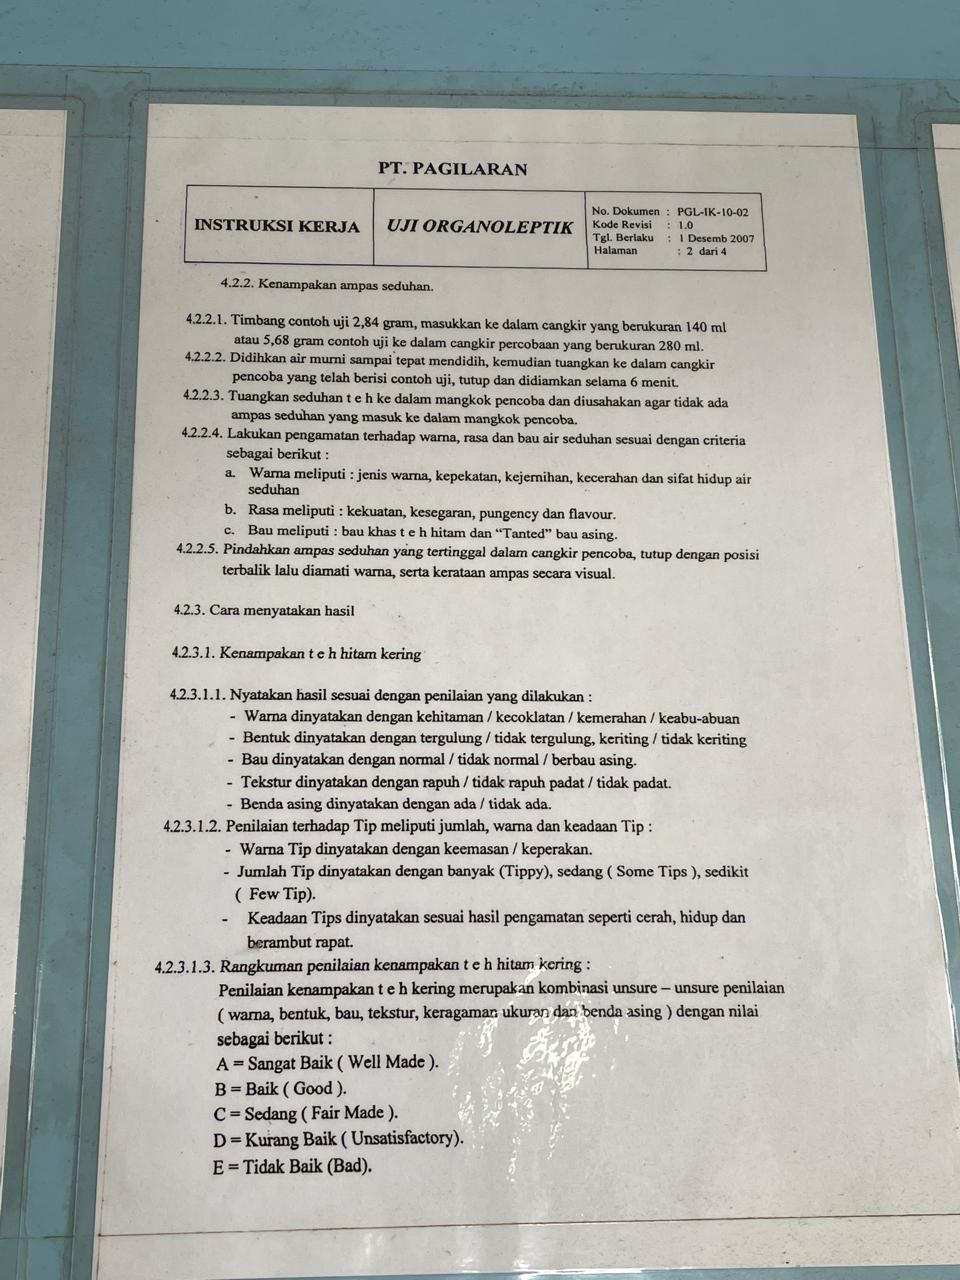 PT. PAGILARAN
INSTRUKSI KERJA
UJI ORGANOLEPTIK
No. Dokumen : PGL-IK-10-02
Kode Revisi : 1.0
Tgl. Berlaku : 1 Desemb 2007
Halaman : 2 dari 4
4.2.2. Kenampakan ampas seduhan.
4.2.2.1. Timbang contoh uji 2,84 gram, masukkan ke dalam cangkir yang berukuran 140 ml
atau 5,68 gram contoh uji ke dalam cangkir percobaan yang berukuran 280 ml.
4.2.2.2. Didihkan air murni sampai tepat mendidih, kemudian tuangkan ke dalam cangkir
pencoba yang telah berisi contoh uji, tutup dan didiamkan selama 6 menit.
4.2.2.3. Tuangkan seduhan t e h ke dalam mangkok pencoba dan diusahakan agar tidak ada
ampas seduhan yang masuk ke dalam mangkok pencoba.
4.2.2.4. Lakukan pengamatan terhadap warna, rasa dan bau air seduhan sesuai dengan criteria
sebagai berikut :
a. Warna meliputi : jenis warna, kepekatan, kejernihan, kecerahan dan sifat hidup air
seduhan
b. Rasa meliputi : kekuatan, kesegaran, pungency dan flavour.
c. Bau meliputi : bau khas t e h hitam dan “Tanted” bau asing.
4.2.2.5. Pindahkan ampas seduhan yang tertinggal dalam cangkir pencoba, tutup dengan posisi
terbalik lalu diamati warna, serta kerataan ampas secara visual.
4.2.3. Cara menyatakan hasil
4.2.3.1. Kenampakan t e h hitam kering
4.2.3.1.1. Nyatakan hasil sesuai dengan penilaian yang dilakukan :
- Warna dinyatakan dengan kehitaman / kecoklatan / kemerahan / keabu-abuan
- Bentuk dinyatakan dengan tergulung / tidak tergulung, keriting / tidak keriting
- Bau dinyatakan dengan normal / tidak normal / berbau asing.
- Tekstur dinyatakan dengan rapuh / tidak rapuh padat / tidak padat.
- Benda asing dinyatakan dengan ada / tidak ada.
4.2.3.1.2. Penilaian terhadap Tip meliputi jumlah, warna dan keadaan Tip :
- Warna Tip dinyatakan dengan keemasan / keperakan.
- Jumlah Tip dinyatakan dengan banyak (Tippy), sedang ( Some Tips ), sedikit
( Few Tip).
- Keadaan Tips dinyatakan sesuai hasil pengamatan seperti cerah, hidup dan
berambut rapat.
4.2.3.1.3. Rangkuman penilaian kenampakan t e h hitam kering :
Penilaian kenampakan t e h kering merupakan kombinasi unsure – unsure penilaian
( warna, bentuk, bau, tekstur, keragaman ukuran dan benda asing ) dengan nilai
sebagai berikut :
A = Sangat Baik ( Well Made ).
B = Baik ( Good ).
C = Sedang ( Fair Made ).
D = Kurang Baik ( Unsatisfactory).
E = Tidak Baik (Bad).